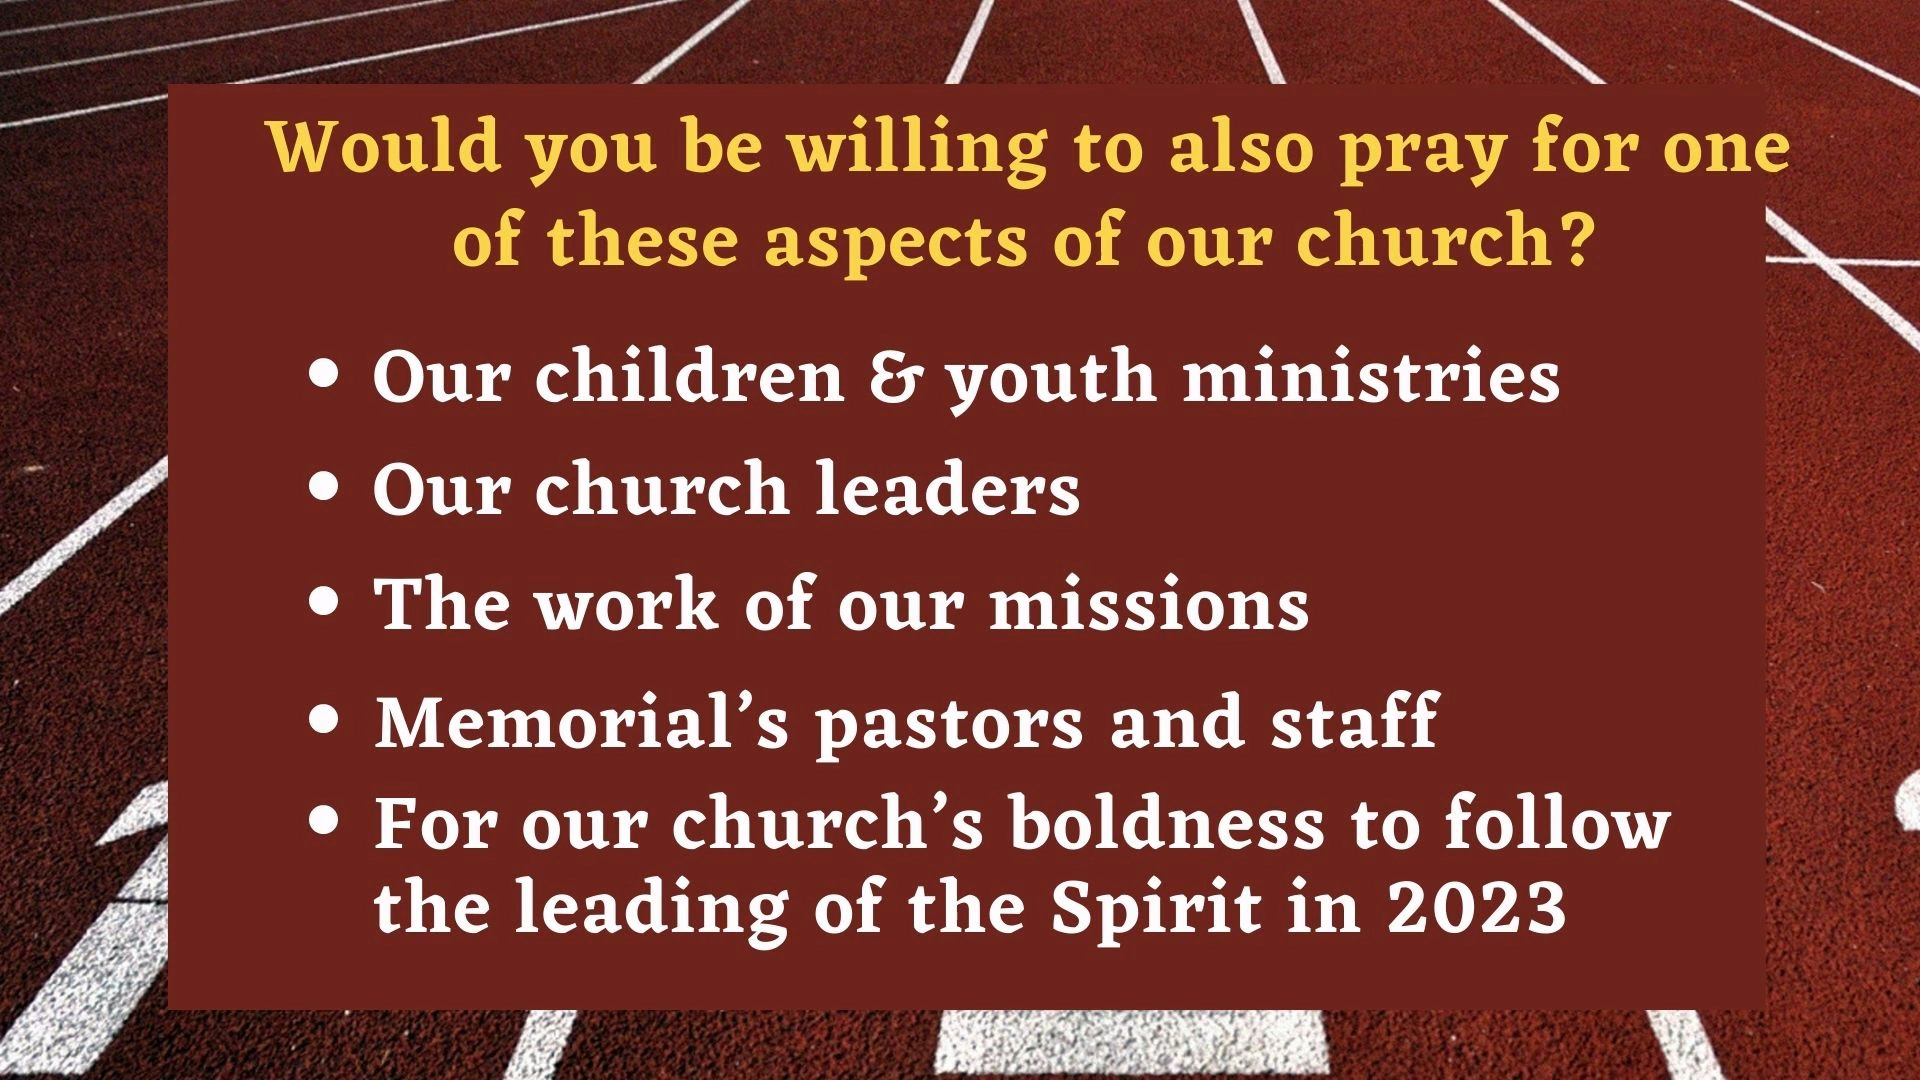 Would you be willing to also pray for one
of these aspects of our church?
• Our children & youth ministries
• Our church leaders
• The work of our missions
• Memorial’s pastors and staff
• For our church’s boldness to follow
the leading of the Spirit in 2023